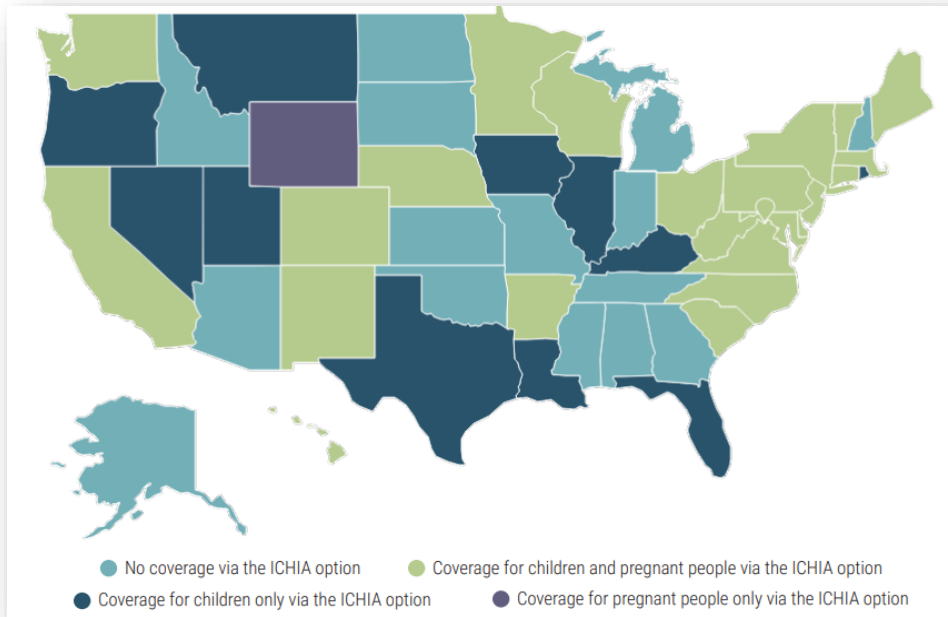 No coverage via the ICHIA option
Coverage for children and pregnant people via the ICHIA option
Coverage for children only via the ICHIA option
Coverage for pregnant people only via the ICHIA option